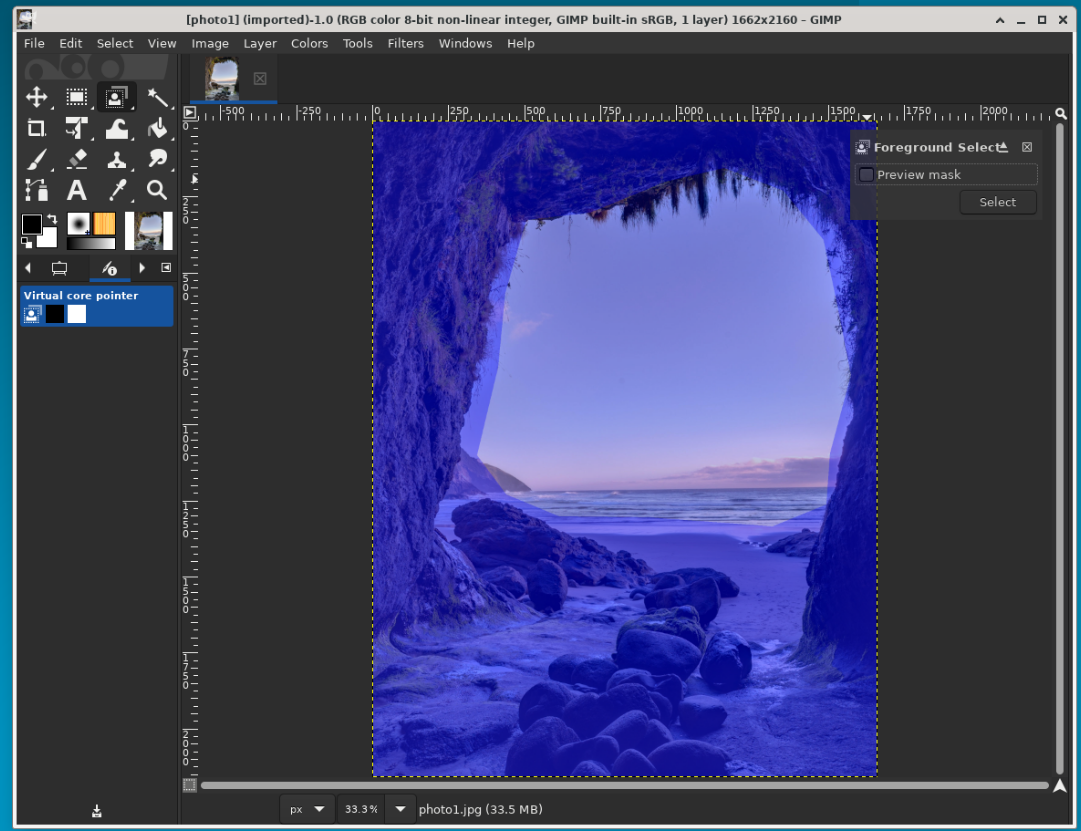 [photo1] (imported)-1.0 (RGB color 8-bit non-linear integer, GIMP built-in sRGB, 1 layer) 1662x2160 – GIMP
File Edit Select View Image Layer Colors Tools Filters Windows Help
-500 -250 0 250 500 750 1000 1250 1500 1750 2000
Foreground Select
Preview mask
Select
A
Virtual core pointer
0
250
500
750
1000
1250
1500
1750
2000
px 33.3% photo1.jpg (33.5 MB)